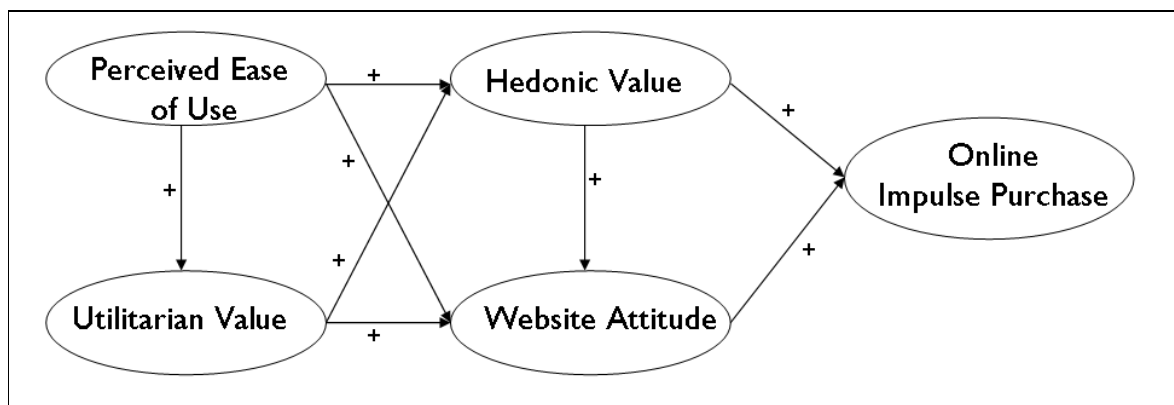 Perceived Ease
of Use
+
Hedonic Value
+
Online
Impulse Purchase
+
+
+
+
+
Utilitarian Value
+
Website Attitude